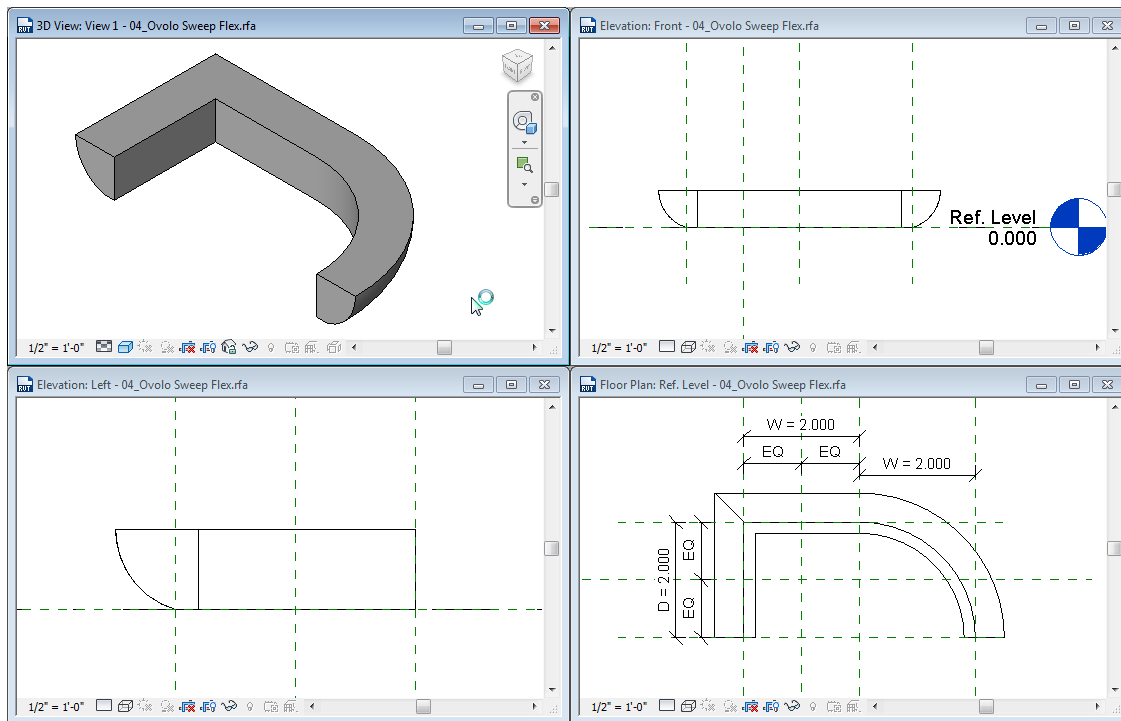 3D View: View 1 - 04_Ovolo Sweep Flex.rfa
1/2" = 1'-0"
Elevation: Front - 04_Ovolo Sweep Flex.rfa
Ref. Level
0.000
1/2" = 1'-0"
Elevation: Left - 04_Ovolo Sweep Flex.rfa
1/2" = 1'-0"
Floor Plan: Ref. Level - 04_Ovolo Sweep Flex.rfa
W = 2.000
EQ EQ
W = 2.000
D = 2.000
EQ
EQ
1/2" = 1'-0"